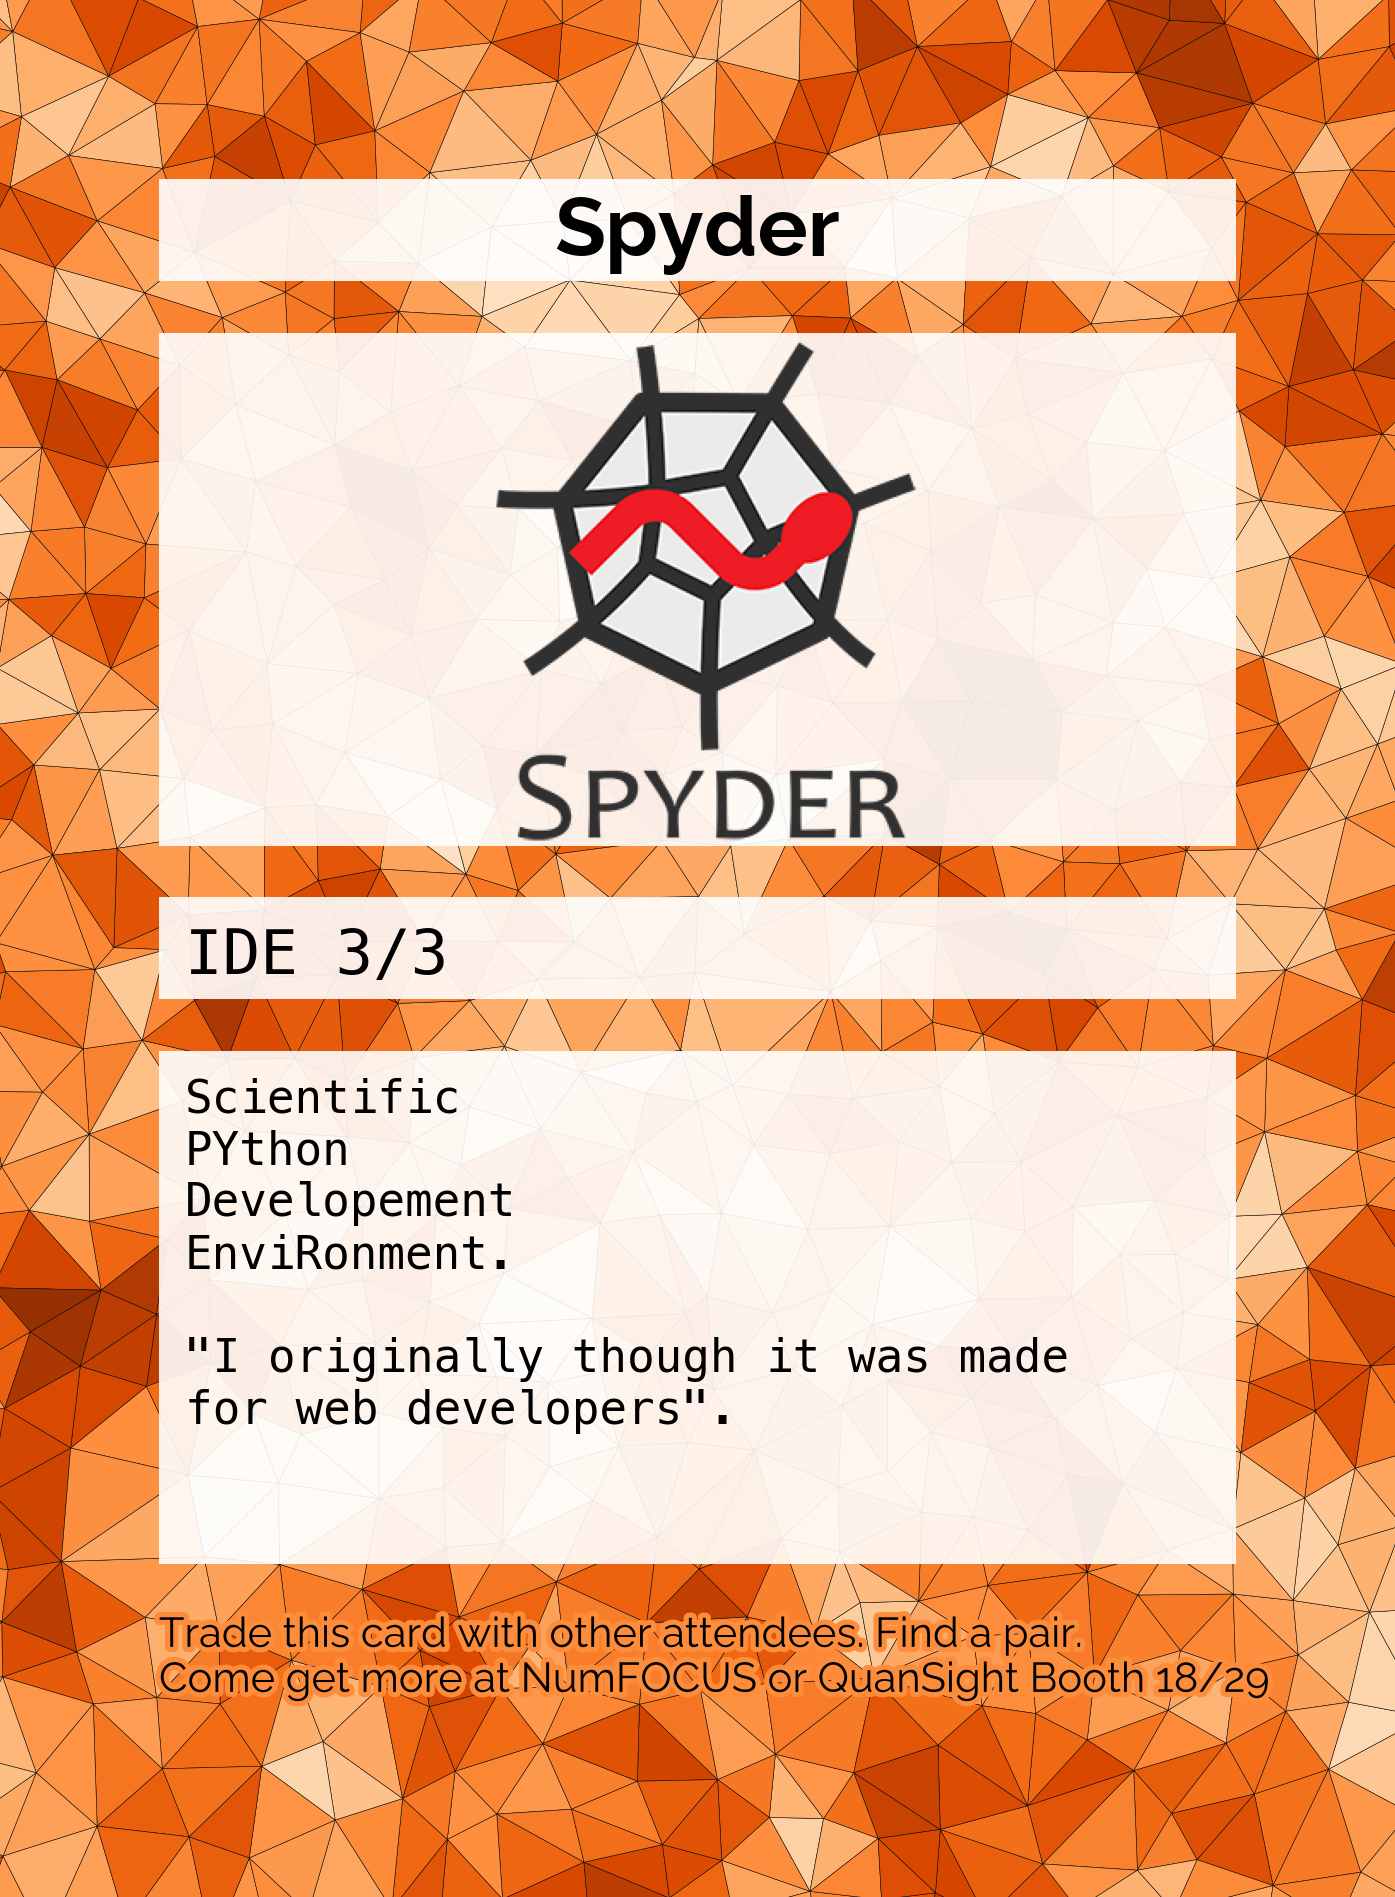 Spyder
SPYDER
IDE 3/3
Scientific
PYthon
Developement
EnviRonment.
"I originally though it was made
for web developers".
Trade this card with other attendees. Find a pair.
Come get more at NumFOCUS or QuanSight Booth 18/29